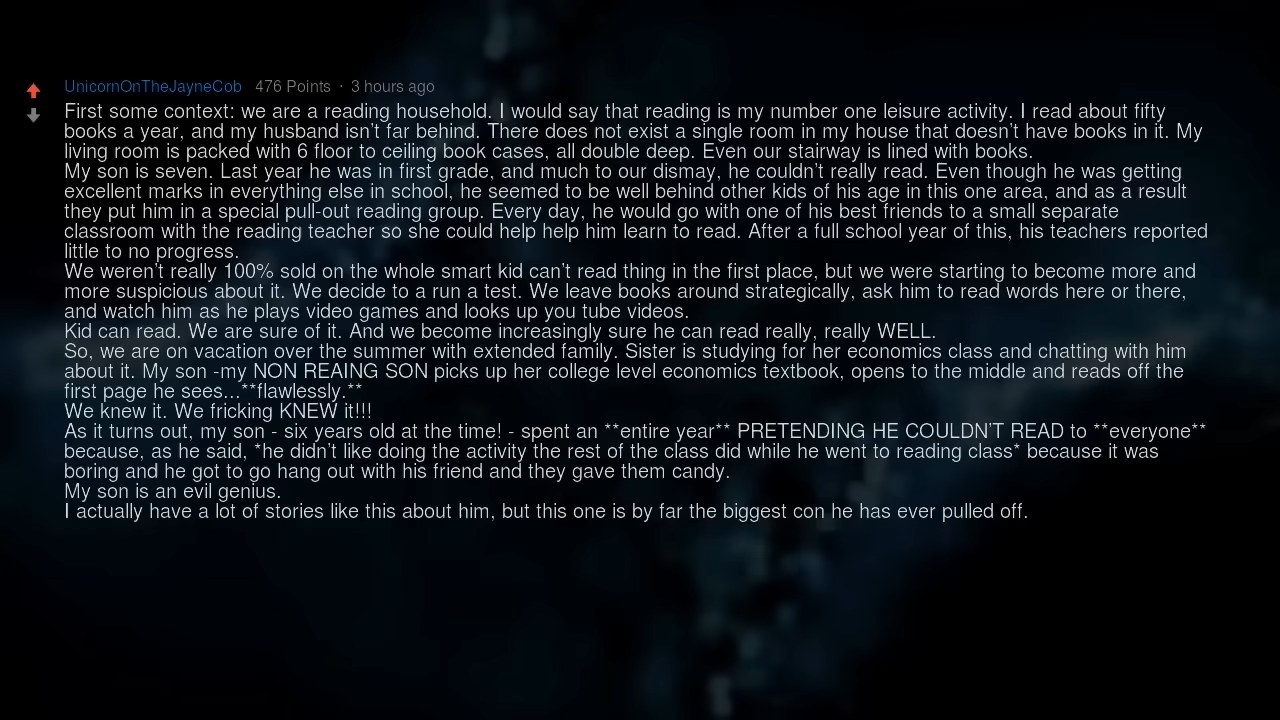 UnicornOnTheJayneCob 476 Points · 3 hours ago
First some context: we are a reading household. I would say that reading is my number one leisure activity. I read about fifty
books a year, and my husband isn't far behind. There does not exist a single room in my house that doesn't have books in it. My
living room is packed with 6 floor to ceiling book cases, all double deep. Even our stairway is lined with books.
My son is seven. Last year he was in first grade, and much to our dismay, he couldn't really read. Even though he was getting
excellent marks in everything else in school, he seemed to be well behind other kids of his age in this one area, and as a result
they put him in a special pull-out reading group. Every day, he would go with one of his best friends to a small separate
classroom with the reading teacher so she could help help him learn to read. After a full school year of this, his teachers reported
little to no progress.
We weren't really 100% sold on the whole smart kid can't read thing in the first place, but we were starting to become more and
more suspicious about it. We decide to a run a test. We leave books around strategically, ask him to read words here or there,
and watch him as he plays video games and looks up you tube videos.
Kid can read. We are sure of it. And we become increasingly sure he can read really, really WELL.
So, we are on vacation over the summer with extended family. Sister is studying for her economics class and chatting with him
about it. My son -my NON REAING SON picks up her college level economics textbook, opens to the middle and reads off the
first page he sees...**flawlessly.**
We knew it. We fricking KNEW it!!!
As it turns out, my son - six years old at the time! - spent an **entire year** PRETENDING HE COULDN'T READ to **everyone**
because, as he said, *he didn't like doing the activity the rest of the class did while he went to reading class* because it was
boring and he got to go hang out with his friend and they gave them candy.
My son is an evil genius.
I actually have a lot of stories like this about him, but this one is by far the biggest con he has ever pulled off.